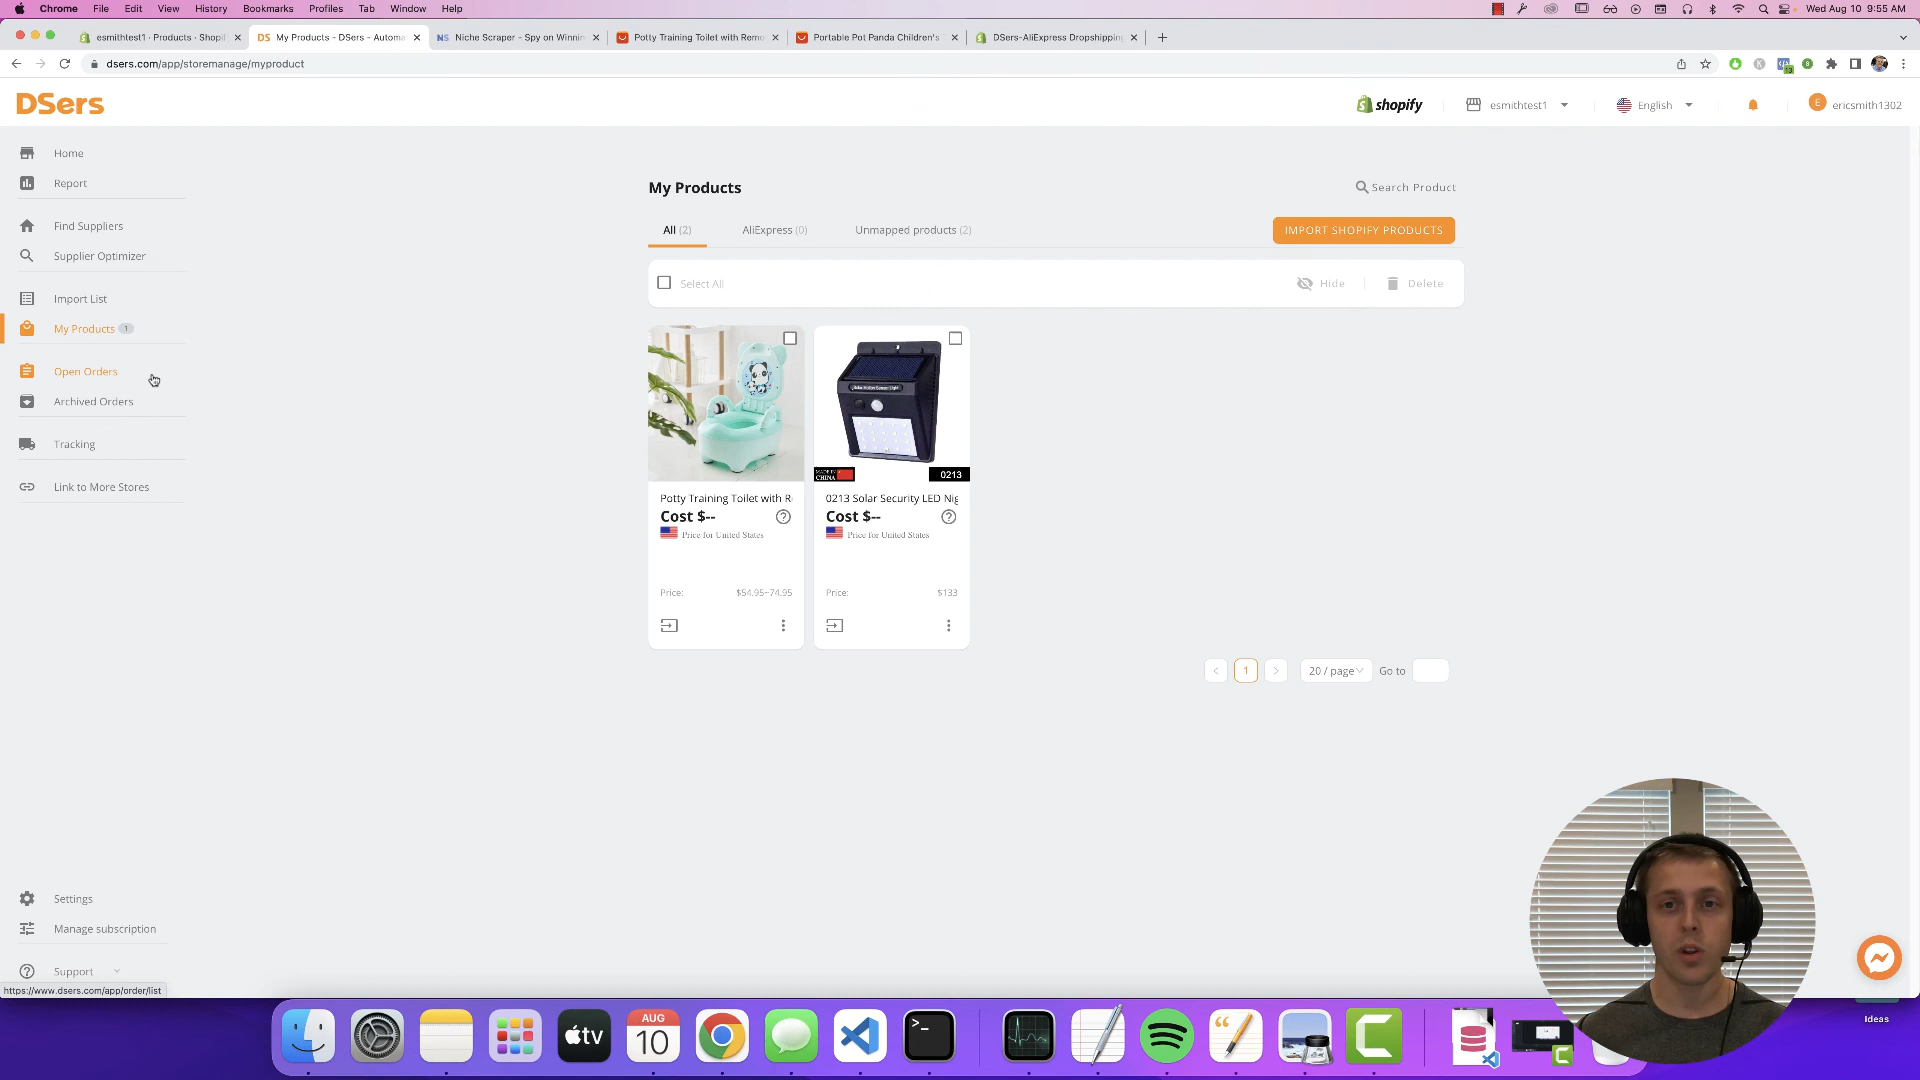 Chrome File Edit View History Bookmarks Profiles Tab Window Help
Wed Aug 10 9:55 AM
esmithtest1 · Products · Shopif
My Products - DSers - Automa
NS Niche Scraper - Spy on Winnin
Potty Training Toilet with Remo
Portable Pot Panda Children's
DSers-AliExpress Dropshipping
dsers.com/app/storemanage/myproduct
13
DSers
shopify
esmithtest1
English
E ericsmith1302
Home
Report
Find Suppliers
Supplier Optimizer
Import List
My Products 1
Open Orders
Archived Orders
Tracking
Link to More Stores
My Products
Search Product
All (2)
AliExpress (0)
Unmapped products (2)
IMPORT SHOPIFY PRODUCTS
Select All
Hide
Delete
MADE IN CHINA
0213
Potty Training Toilet with R
Cost $--
Price for United States
Price: $54.95~74.95
0213 Solar Security LED Nig
Cost $--
Price for United States
Price: $133
1
20 / page
Go to
Settings
Manage subscription
Support
https://www.dsers.com/app/order/list
tv
AUG
10
Ideas